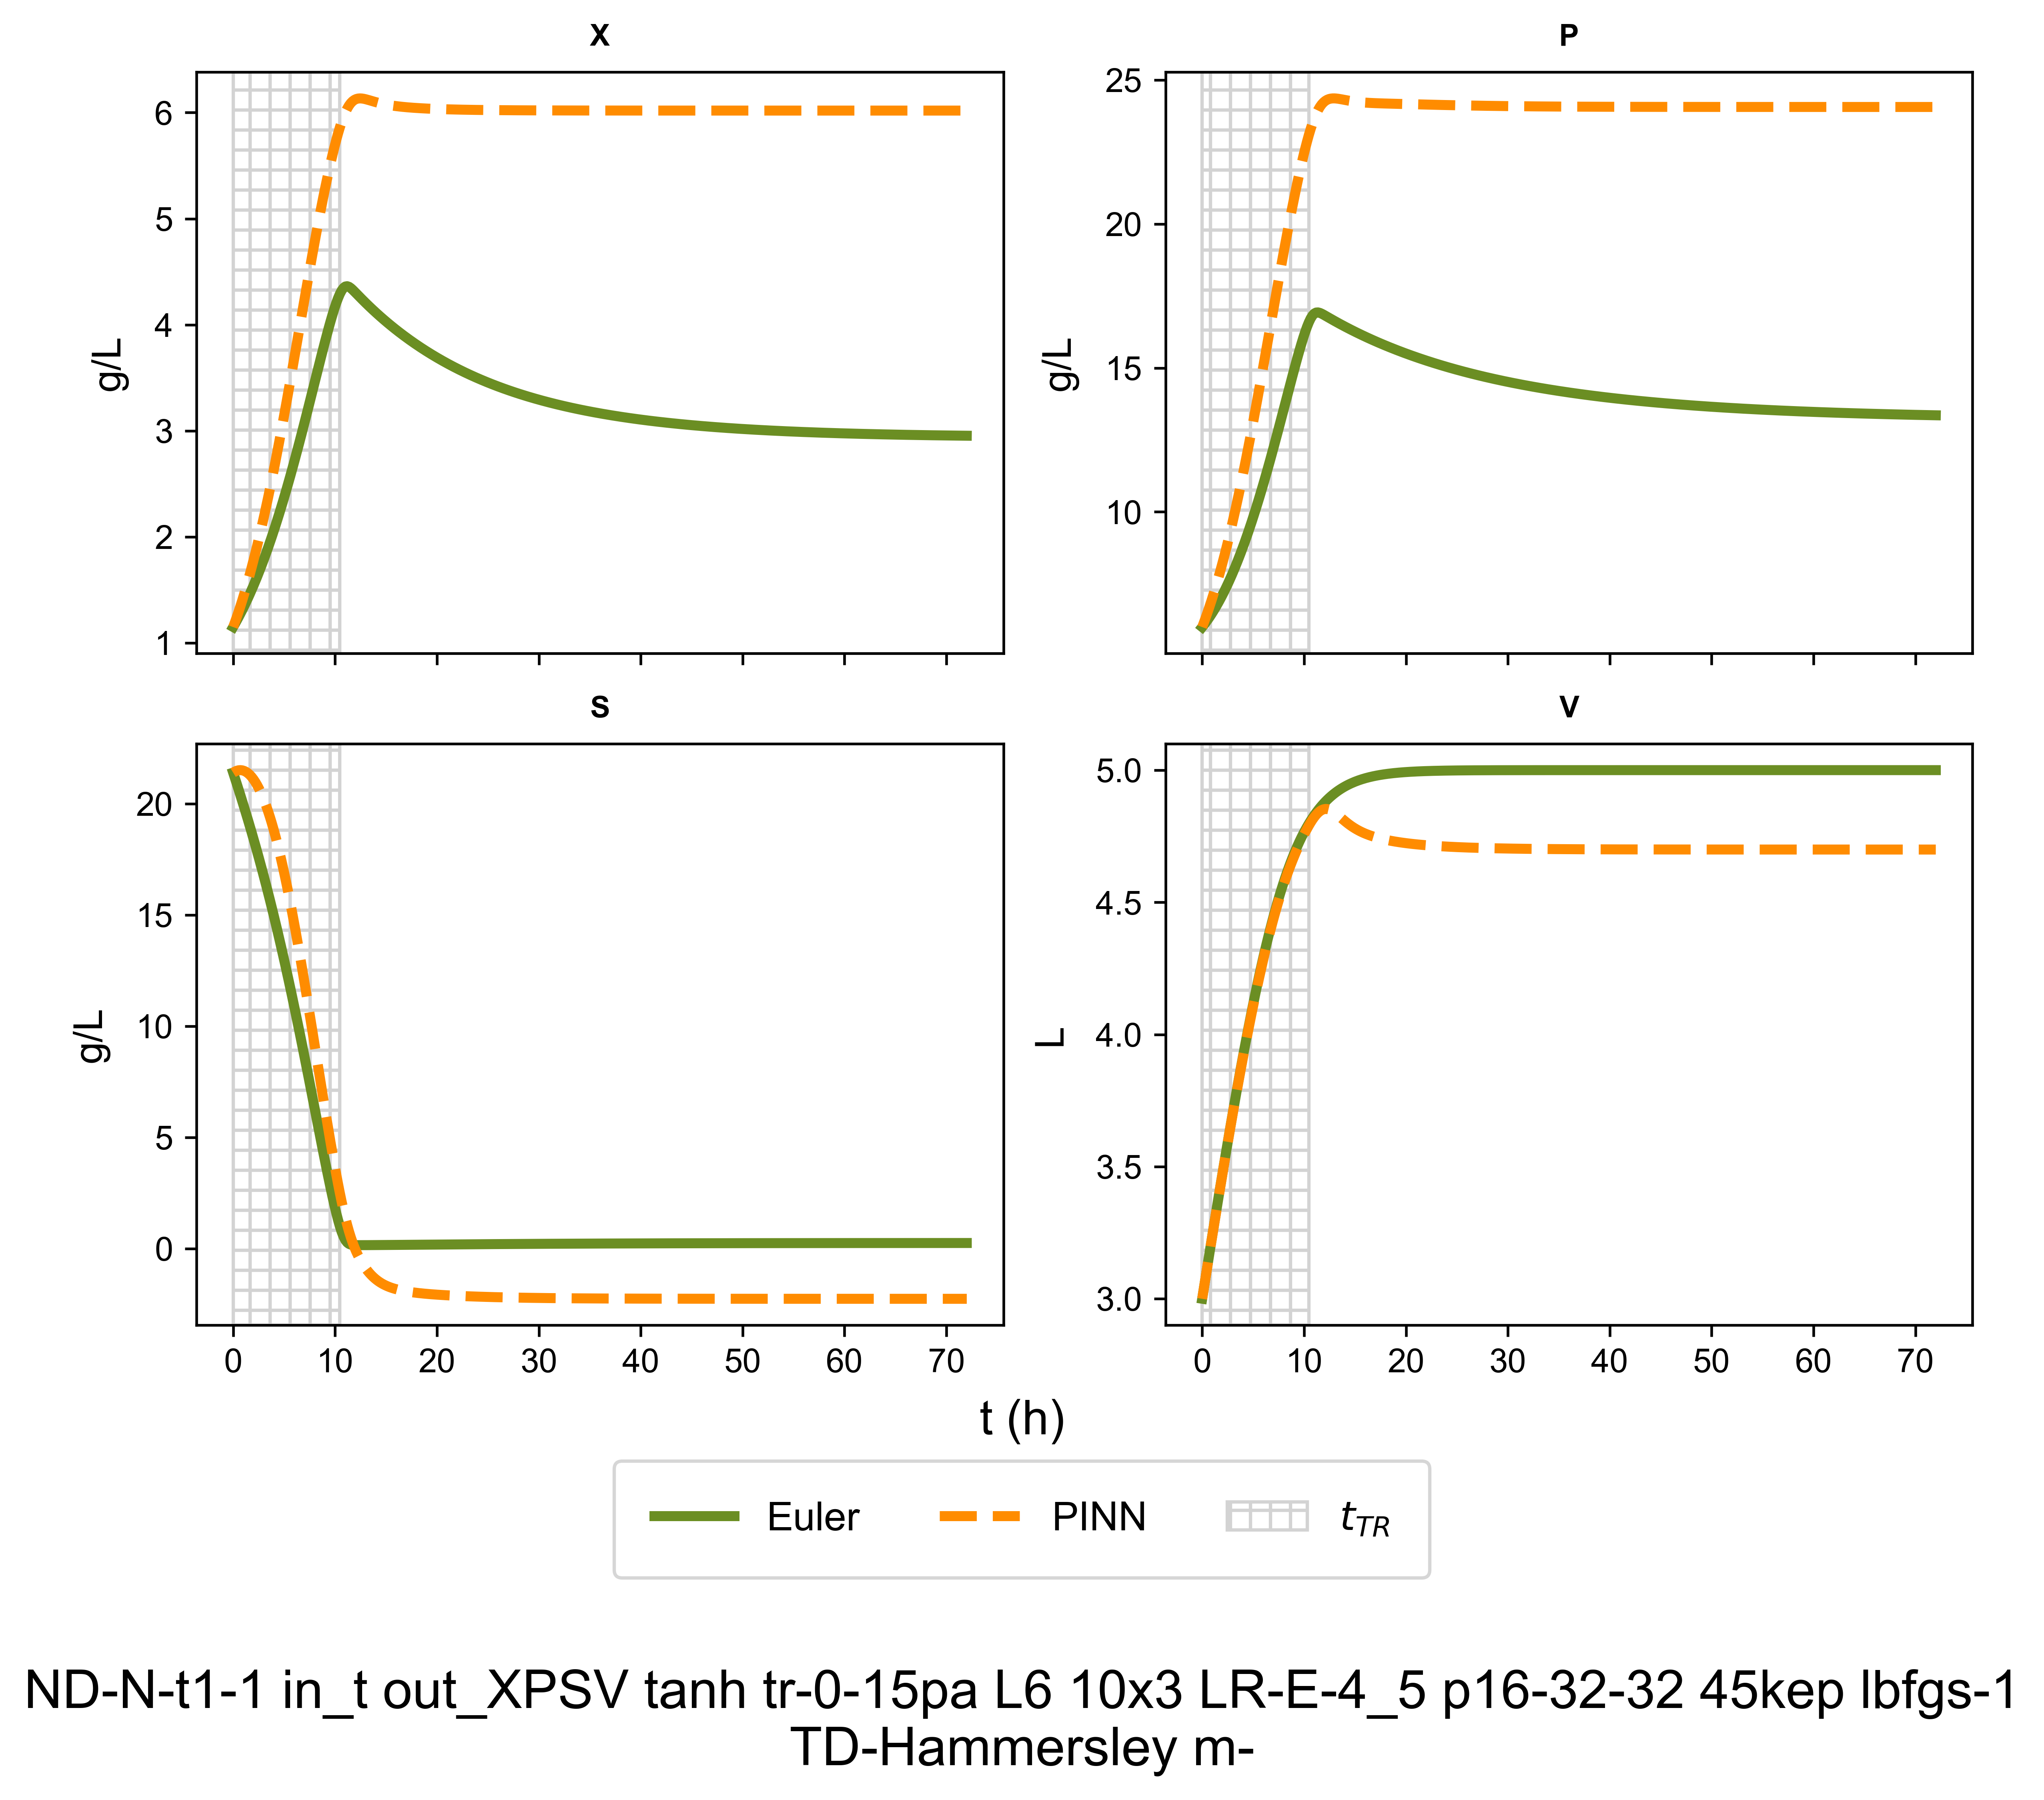 X
6
5
4
3
2
1
g/L
P
25
20
15
10
g/L
S
20
15
10
5
0
g/L
0 10 20 30 40 50 60 70
V
5.0
4.5
4.0
3.5
3.0
L
0 10 20 30 40 50 60 70
t (h)
Euler PINN t_TR
ND-N-t1-1 in_t out_XPSV tanh tr-0-15pa L6 10x3 LR-E-4_5 p16-32-32 45kep lbfgs-1
TD-Hammersley m-